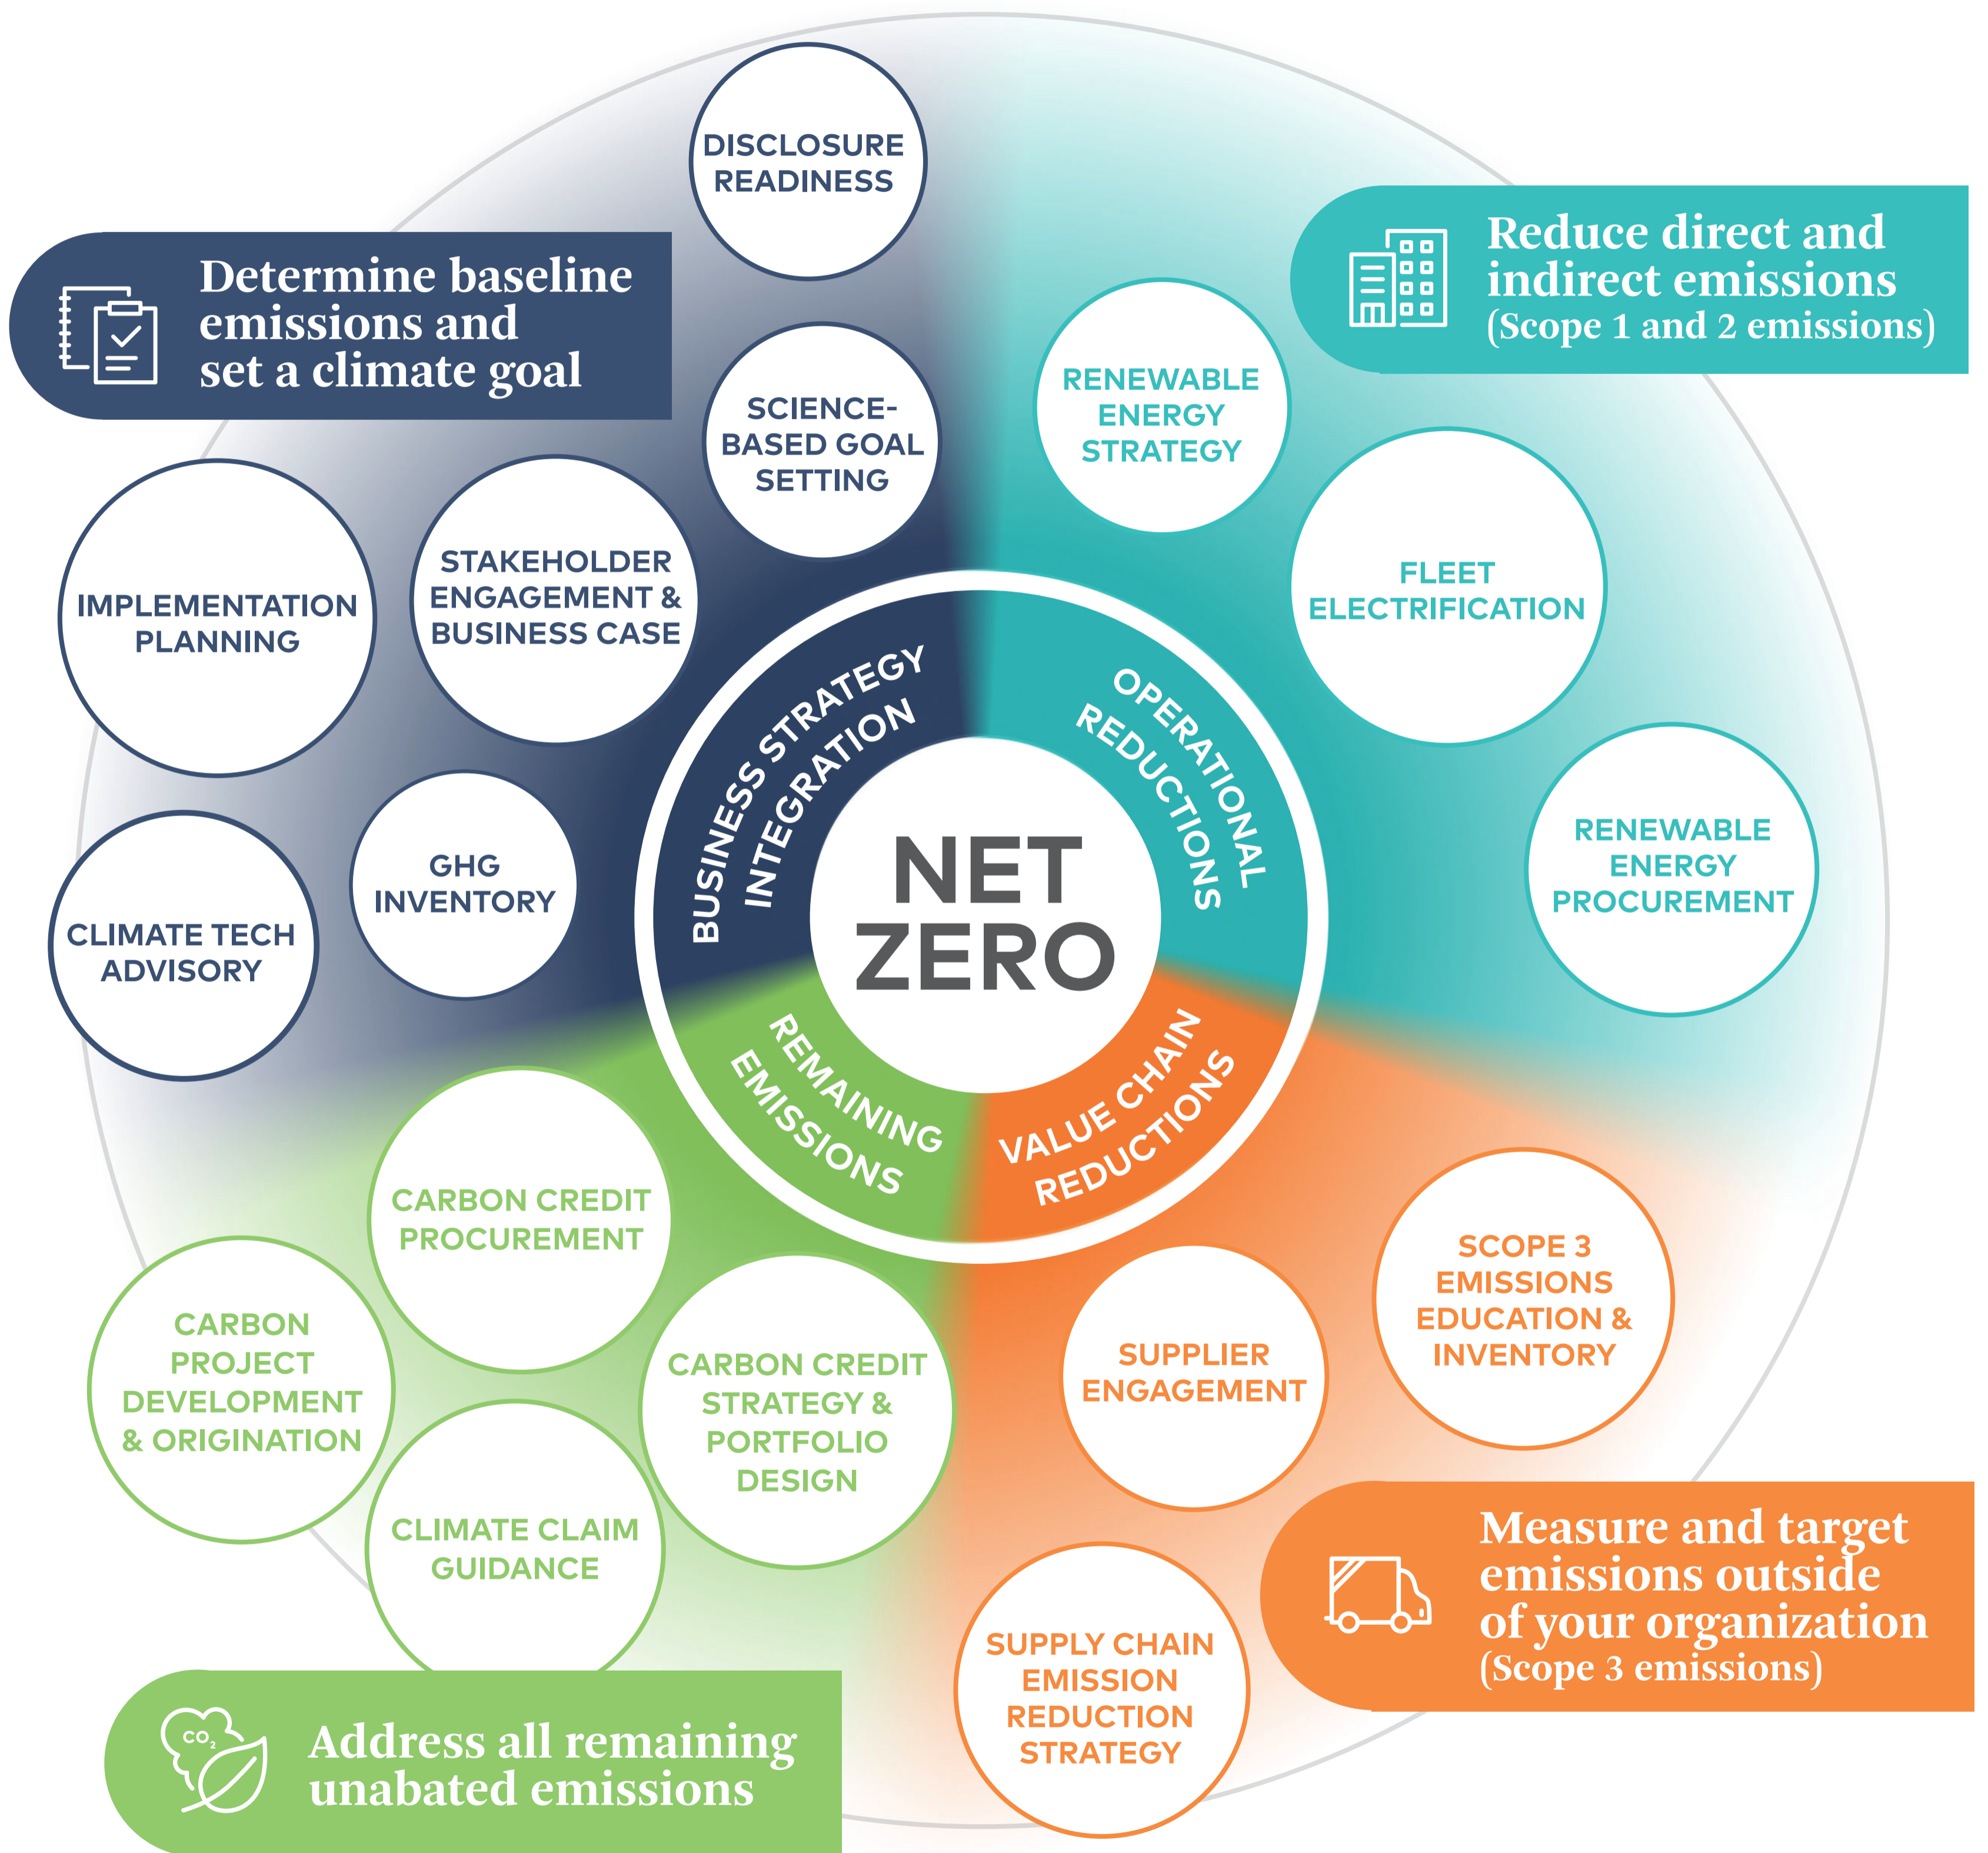 DISCLOSURE
READINESS
Determine baseline
emissions and
set a climate goal
SCIENCE-
BASED GOAL
SETTING
STAKEHOLDER
ENGAGEMENT &
BUSINESS CASE
IMPLEMENTATION
PLANNING
GHG
INVENTORY
CLIMATE TECH
ADVISORY
Reduce direct and
indirect emissions
(Scope 1 and 2 emissions)
RENEWABLE
ENERGY
STRATEGY
FLEET
ELECTRIFICATION
RENEWABLE
ENERGY
PROCUREMENT
BUSINESS STRATEGY
INTEGRATION
OPERATIONAL
REDUCTIONS
NET
ZERO
REMAINING
EMISSIONS
VALUE CHAIN
REDUCTIONS
CARBON CREDIT
PROCUREMENT
CARBON
PROJECT
DEVELOPMENT
& ORIGINATION
CARBON CREDIT
STRATEGY &
PORTFOLIO
DESIGN
CLIMATE CLAIM
GUIDANCE
CO₂
Address all remaining
unabated emissions
SCOPE 3
EMISSIONS
EDUCATION &
INVENTORY
SUPPLIER
ENGAGEMENT
SUPPLY CHAIN
EMISSION
REDUCTION
STRATEGY
Measure and target
emissions outside
of your organization
(Scope 3 emissions)